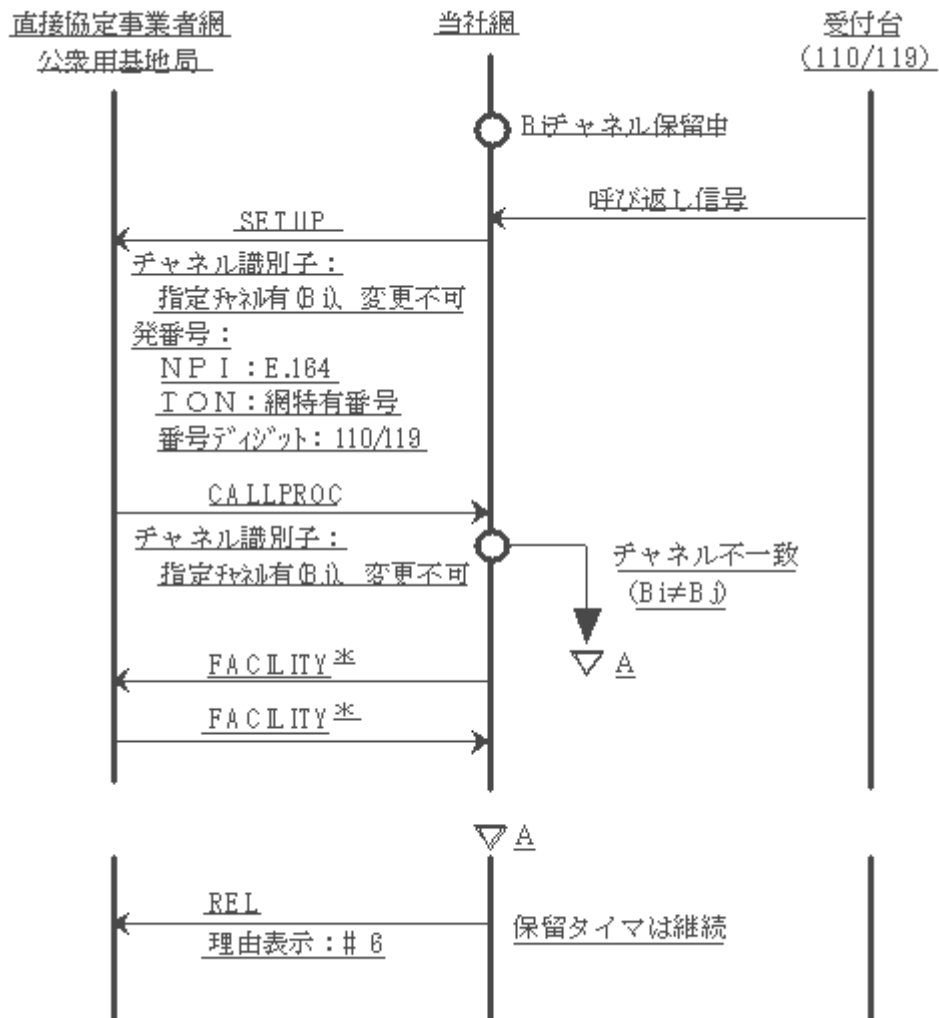 直接協定事業者網
公衆用基地局
当社網
受付台
(110/119)
Biチャネル保留中
呼び返し信号
SETUP
チャネル識別子:
指定チャネル有(Bi)、変更不可
発番号:
NPI:E.164
TON:網特有番号
番号ディジット:110/119
CALLPROC
チャネル識別子:
指定チャネル有(Bj)、変更不可
チャネル不一致
(Bi≠Bj)
A
FACILITY*
FACILITY*
A
REL
理由表示:#6
保留タイマは継続